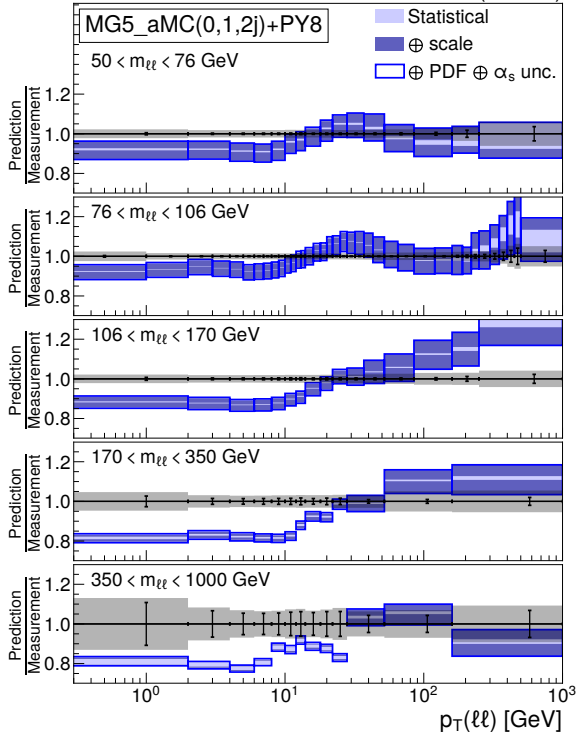 MG5_aMC(0,1,2j)+PY8
Statistical
⊕ scale
⊕ PDF ⊕ αs unc.
50 < mℓℓ < 76 GeV
Prediction
Measurement
1.2
1.0
0.8
76 < mℓℓ < 106 GeV
Prediction
Measurement
1.2
1.0
0.8
106 < mℓℓ < 170 GeV
Prediction
Measurement
1.2
1.0
0.8
170 < mℓℓ < 350 GeV
Prediction
Measurement
1.2
1.0
0.8
350 < mℓℓ < 1000 GeV
Prediction
Measurement
1.2
1.0
0.8
10⁰ 10¹ 10² 10³
pT(ℓℓ) [GeV]